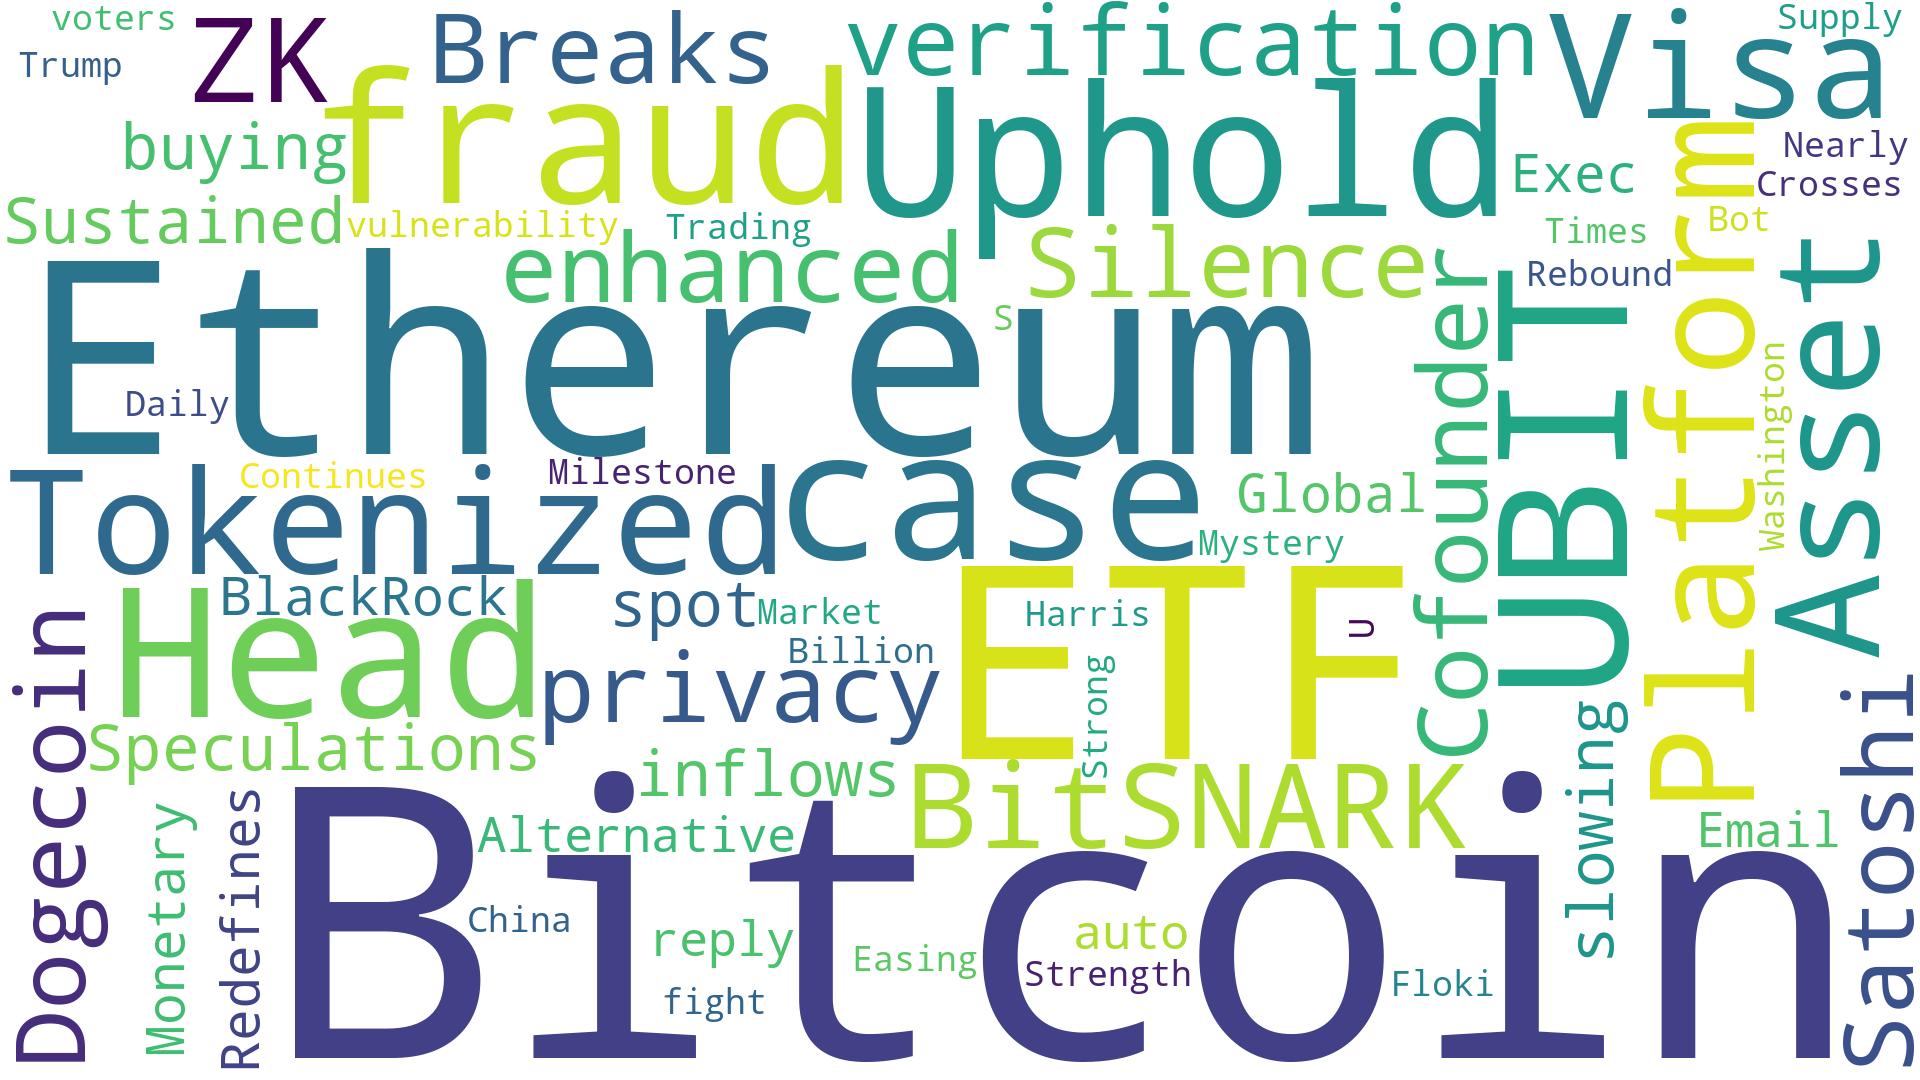 voters
Trump
ZK
Breaks
verification
Visa
Supply
buying
fraud
Uphold
Exec
Nearly
Crosses
Sustained
vulnerability
Trading
enhanced
Silence
Times
Bot
Rebound
Ethereum
S
Daily
Cofounder
UBIT
Platform
Asset
Washington
Tokenized
Continues
Milestone
case
Global
Mystery
Head
BlackRock
spot
Market
Billion
ETF
Harris
U
Strong
privacy
Dogecoin
Speculations
inflows
BitSNARK
slowing
Email
Satoshi
Monetary
Redefines
Bitcoin
Alternative
China
reply
fight
Easing
auto
Strength
Floki